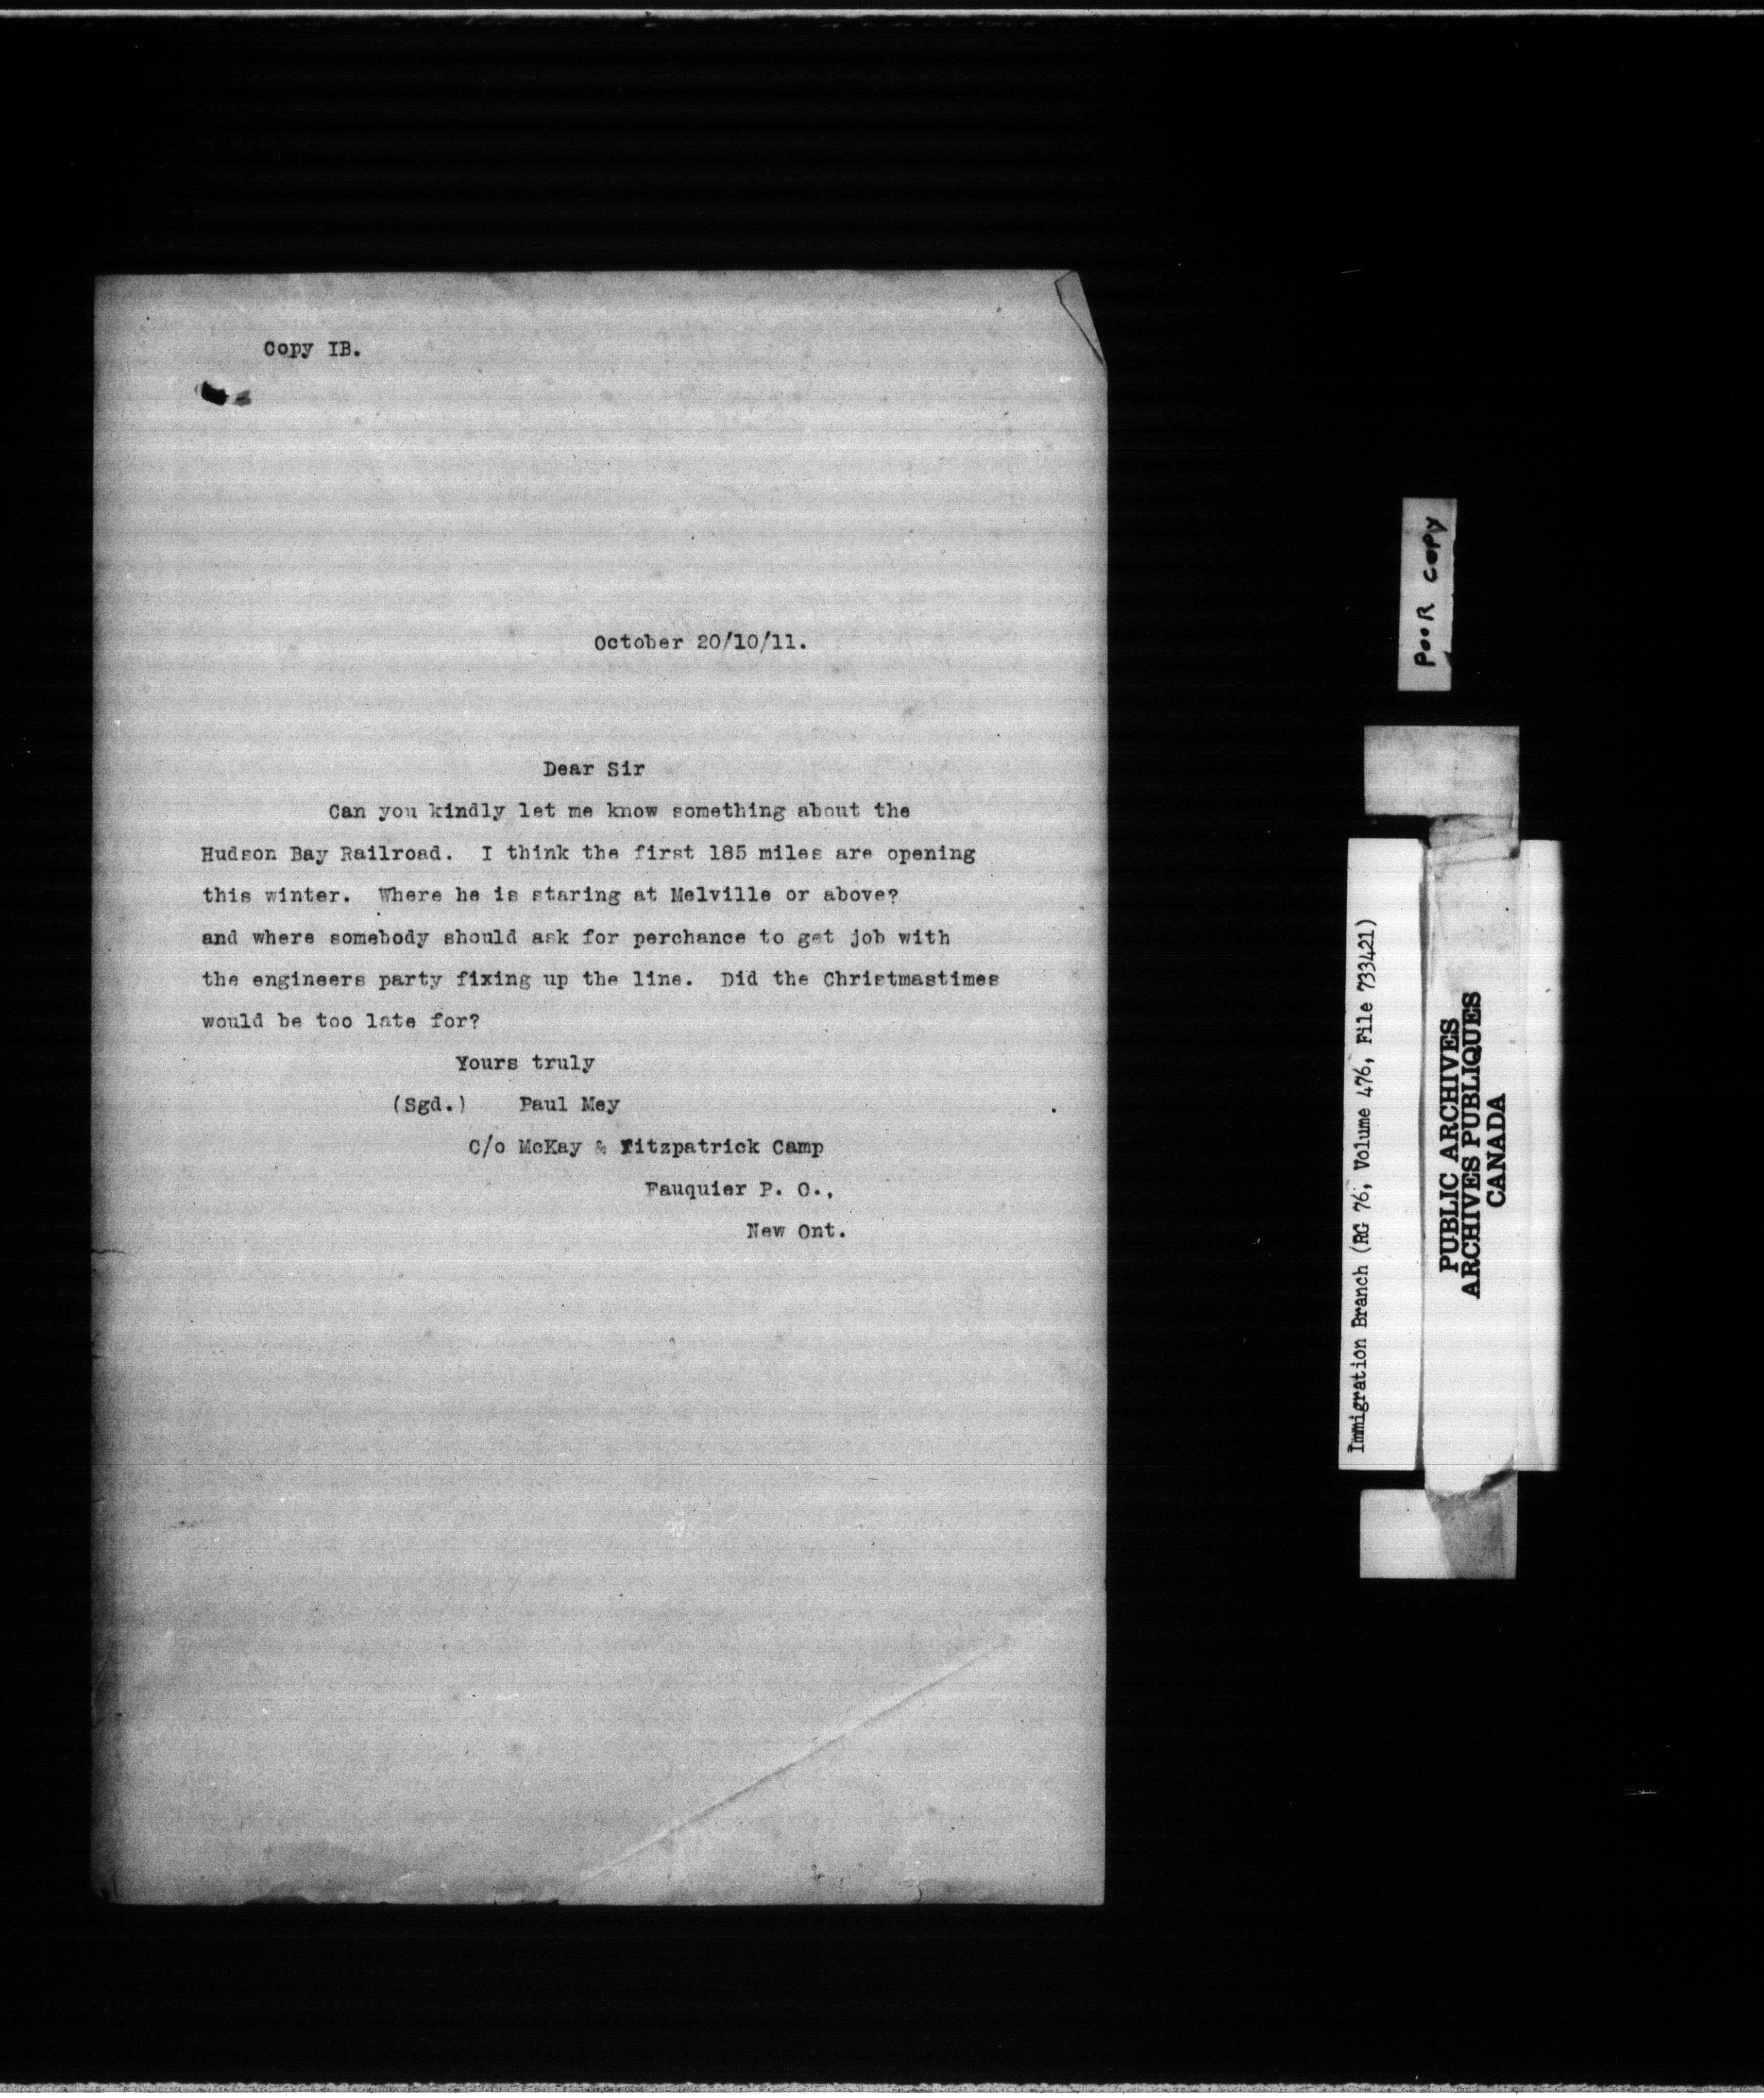 Copy IB.
October 20/10/11.
Dear Sir
Can you kindly let me know something about the
Hudson Bay Railroad. I think the first 185 miles are opening
this winter. Where he is staring at Melville or above?
and where somebody should ask for perchance to get job with
the engineers party fixing up the line. Did the Christmastimes
would be too late for?
Yours truly
(Sgd.) Paul Mey
C/o McKay & Fitzpatrick Camp
Fauquier P. O.,
New Ont.
Poor copy
Immigration Branch (RG 76, Volume 476, File 733421)
PUBLIC ARCHIVES
ARCHIVES PUBLIQUES
CANADA